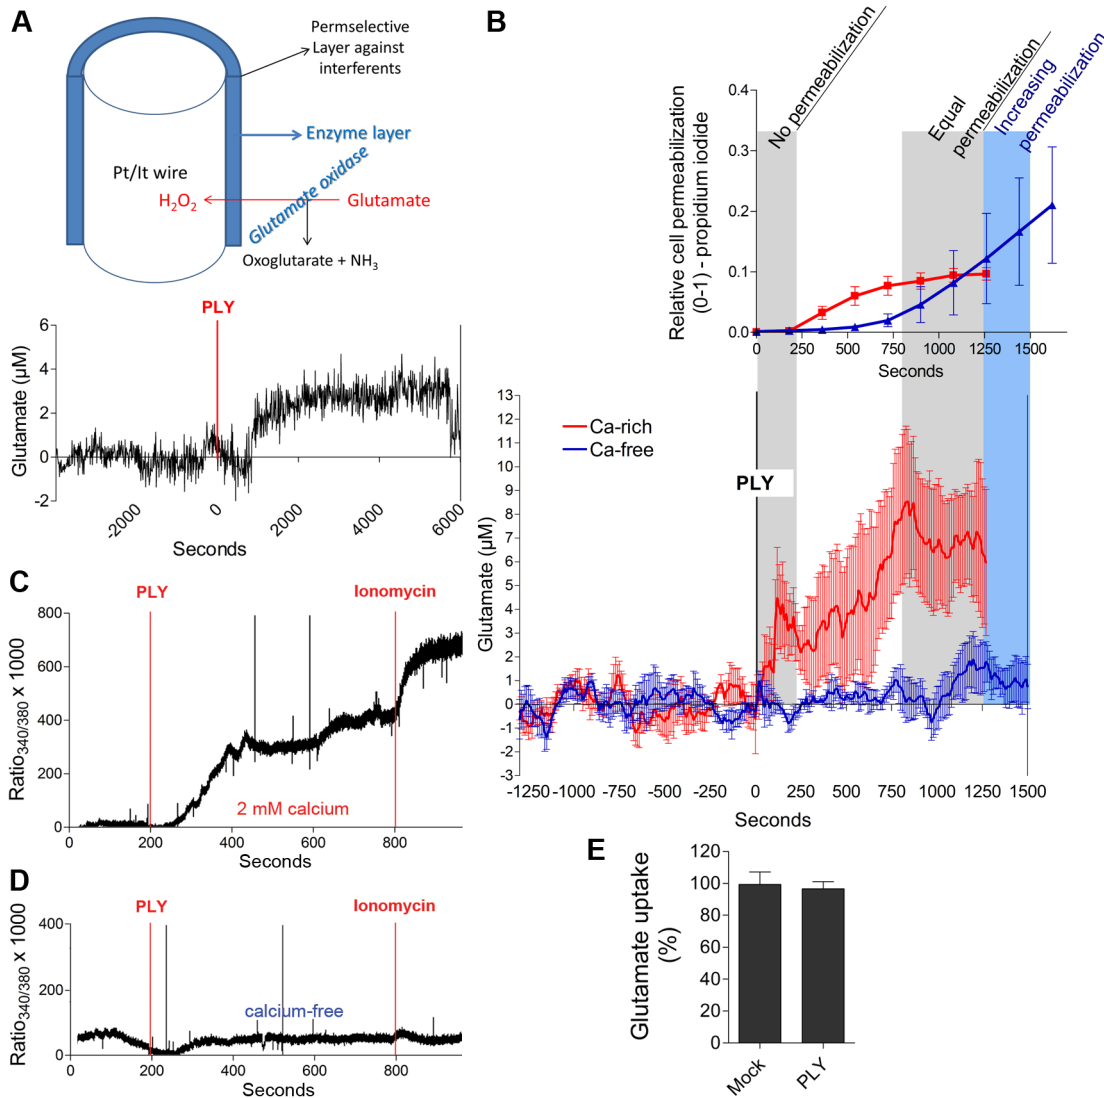 A
Permselective
Layer against
interferents
Enzyme layer
Pt/It wire
Glutamate oxidase
H2O2
Glutamate
Oxoglutarate + NH3
PLY
6
4
2
0
-2
Glutamate (µM)
-2000
0
2000
4000
6000
Seconds
B
No permeabilization
Equal
permeabilization
Increasing
permeabilization
Relative cell permeabilization
(0-1) - propidium iodide
0.4
0.3
0.2
0.1
0.0
0
250
500
750
1000
1250
1500
Seconds
Ca-rich
Ca-free
PLY
Glutamate (µM)
13
12
11
10
9
8
7
6
5
4
3
2
1
0
-1
-2
-3
-1250
-1000
-750
-500
-250
0
250
500
750
1000
1250
1500
Seconds
C
PLY
Ionomycin
Ratio340/380 x 1000
800
600
400
200
0
2 mM calcium
0
200
400
600
800
Seconds
D
PLY
Ionomycin
Ratio340/380 x 1000
400
200
0
calcium-free
0
200
400
600
800
Seconds
E
Glutamate uptake
(%)
120
100
80
60
40
20
0
Mock
PLY